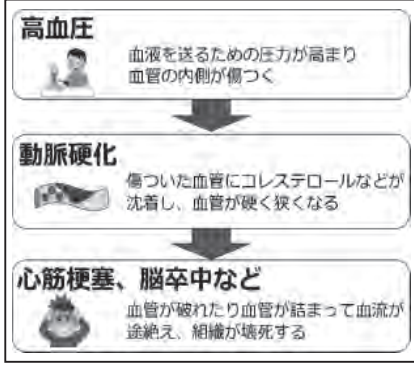 高血圧
血液を送るための圧力が高まり
血管の内側が傷つく
動脈硬化
傷ついた血管にコレステロールなどが
沈着し、血管が硬く狭くなる
心筋梗塞、脳卒中など
血管が破れたり血管が詰まって血流が
途絶え、組織が壊死する